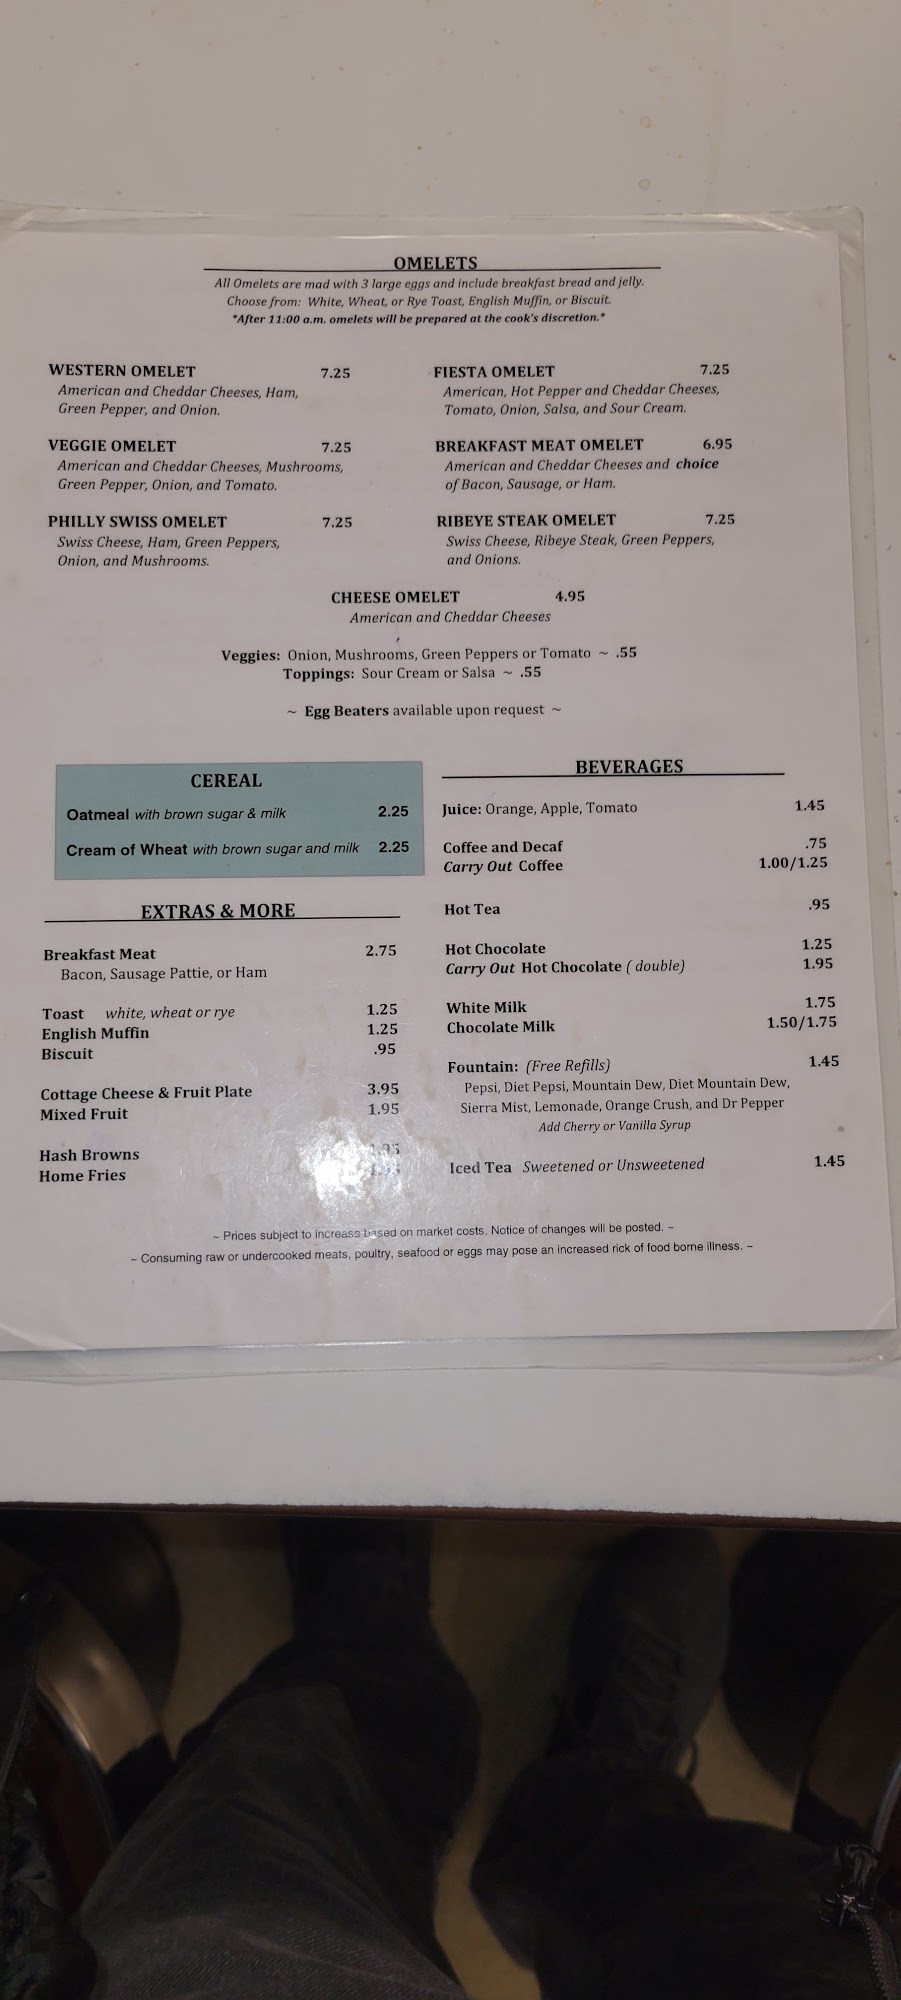 OMELETS
All Omelets are mad with 3 large eggs and include breakfast bread and jelly.
Choose from: White, Wheat, or Rye Toast, English Muffin, or Biscuit.
*After 11:00 a.m. omelets will be prepared at the cook's discretion.*
WESTERN OMELET 7.25
American and Cheddar Cheeses, Ham,
Green Pepper, and Onion.
FIESTA OMELET 7.25
American, Hot Pepper and Cheddar Cheeses,
Tomato, Onion, Salsa, and Sour Cream.
VEGGIE OMELET 7.25
American and Cheddar Cheeses, Mushrooms,
Green Pepper, Onion, and Tomato.
BREAKFAST MEAT OMELET 6.95
American and Cheddar Cheeses and choice
of Bacon, Sausage, or Ham.
PHILLY SWISS OMELET 7.25
Swiss Cheese, Ham, Green Peppers,
Onion, and Mushrooms.
RIBEYE STEAK OMELET 7.25
Swiss Cheese, Ribeye Steak, Green Peppers,
and Onions.
CHEESE OMELET 4.95
American and Cheddar Cheeses
Veggies: Onion, Mushrooms, Green Peppers or Tomato ~ .55
Toppings: Sour Cream or Salsa ~ .55
~ Egg Beaters available upon request ~
CEREAL
Oatmeal with brown sugar & milk 2.25
Cream of Wheat with brown sugar and milk 2.25
EXTRAS & MORE
Breakfast Meat 2.75
Bacon, Sausage Pattie, or Ham
Toast white, wheat or rye 1.25
English Muffin 1.25
Biscuit .95
Cottage Cheese & Fruit Plate 3.95
Mixed Fruit 1.95
Hash Browns
Home Fries
BEVERAGES
Juice: Orange, Apple, Tomato 1.45
Coffee and Decaf .75
Carry Out Coffee 1.00/1.25
Hot Tea .95
Hot Chocolate 1.25
Carry Out Hot Chocolate ( double) 1.95
White Milk 1.75
Chocolate Milk 1.50/1.75
Fountain: (Free Refills) 1.45
Pepsi, Diet Pepsi, Mountain Dew, Diet Mountain Dew,
Sierra Mist, Lemonade, Orange Crush, and Dr Pepper
Add Cherry or Vanilla Syrup
Iced Tea Sweetened or Unsweetened 1.45
~ Prices subject to increass based on market costs. Notice of changes will be posted. ~
~ Consuming raw or undercooked meats, poultry, seafood or eggs may pose an increased rick of food borne illness. ~